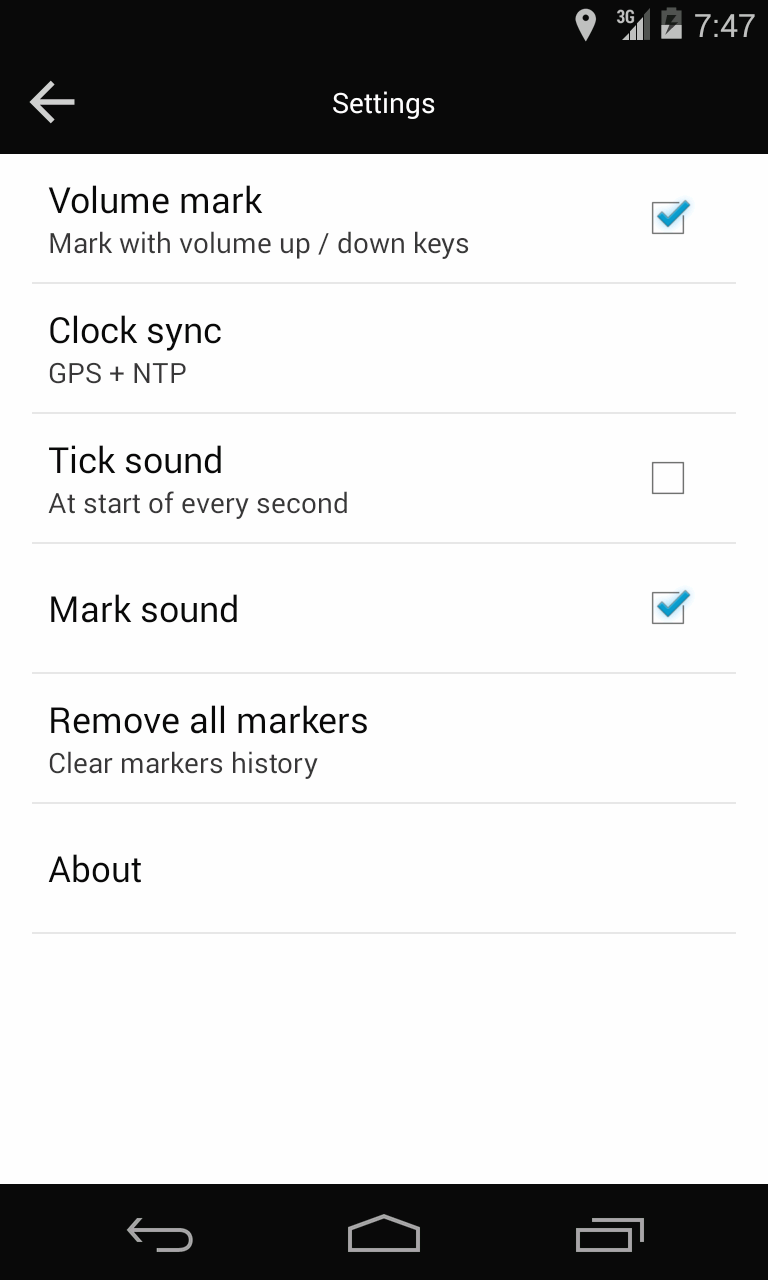 3G 7:47
Settings
Volume mark
Mark with volume up / down keys
Clock sync
GPS + NTP
Tick sound
At start of every second
Mark sound
Remove all markers
Clear markers history
About